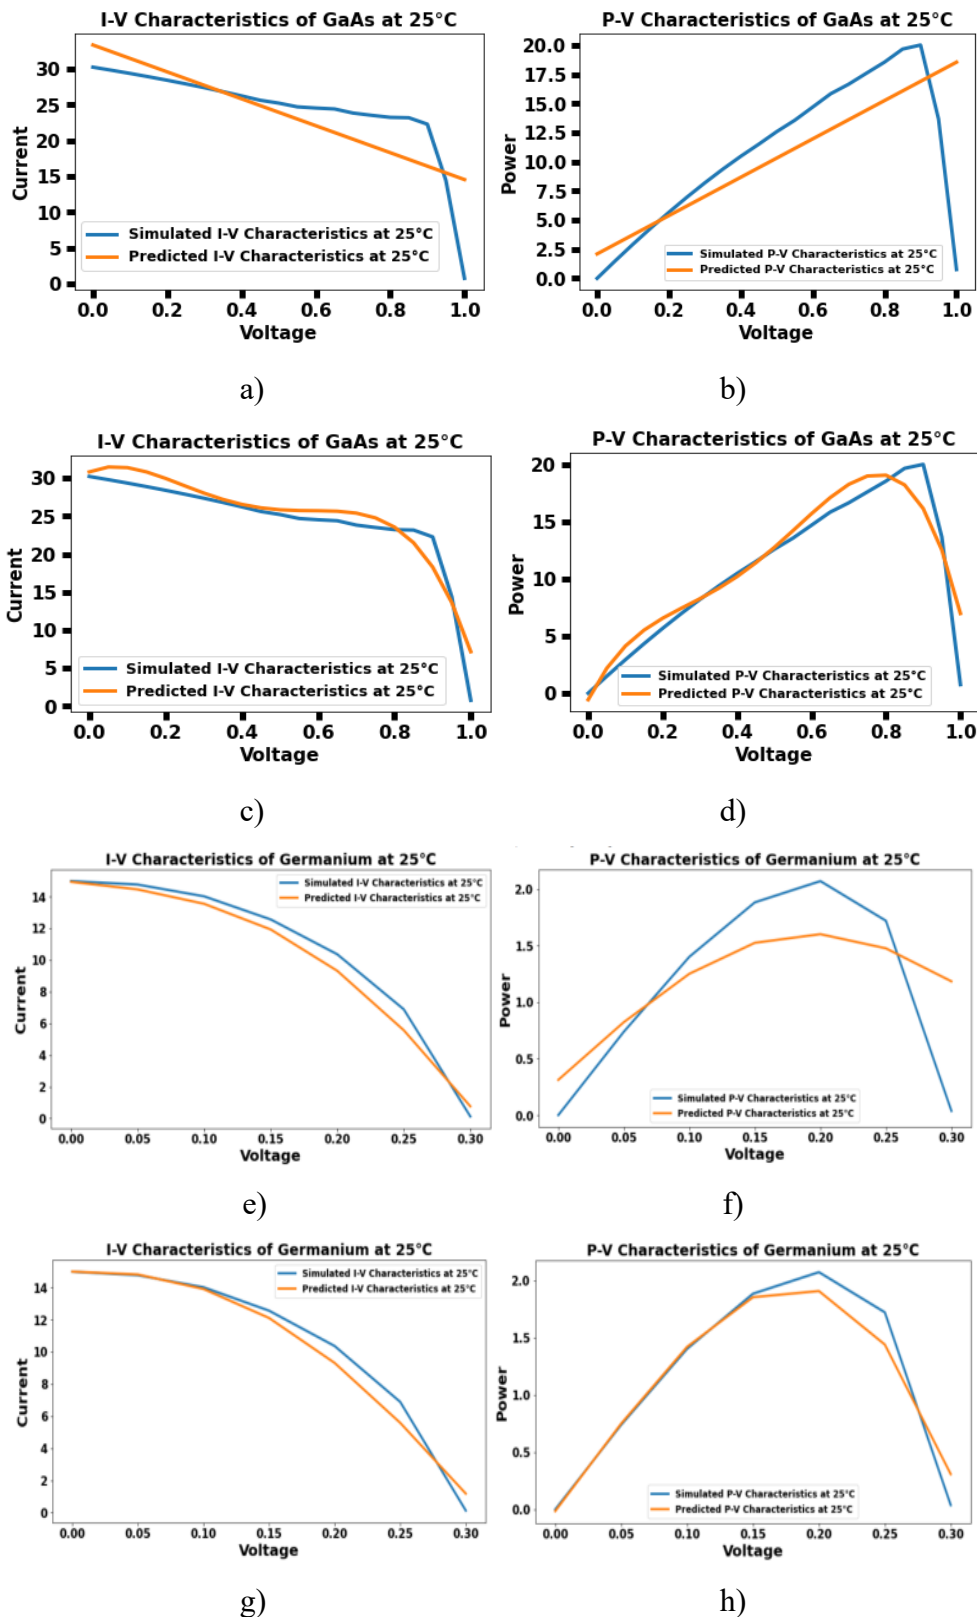 I-V Characteristics of GaAs at 25°C
Current
30
25
20
15
10
5
0
Simulated I-V Characteristics at 25°C
Predicted I-V Characteristics at 25°C
0.0 0.2 0.4 0.6 0.8 1.0
Voltage
a)
P-V Characteristics of GaAs at 25°C
Power
20.0
17.5
15.0
12.5
10.0
7.5
5.0
2.5
0.0
Simulated P-V Characteristics at 25°C
Predicted P-V Characteristics at 25°C
0.0 0.2 0.4 0.6 0.8 1.0
Voltage
b)
I-V Characteristics of GaAs at 25°C
Current
30
25
20
15
10
5
0
Simulated I-V Characteristics at 25°C
Predicted I-V Characteristics at 25°C
0.0 0.2 0.4 0.6 0.8 1.0
Voltage
c)
P-V Characteristics of GaAs at 25°C
Power
20
15
10
5
0
Simulated P-V Characteristics at 25°C
Predicted P-V Characteristics at 25°C
0.0 0.2 0.4 0.6 0.8 1.0
Voltage
d)
I-V Characteristics of Germanium at 25°C
Current
14
12
10
8
6
4
2
0
Simulated I-V Characteristics at 25°C
Predicted I-V Characteristics at 25°C
0.00 0.05 0.10 0.15 0.20 0.25 0.30
Voltage
e)
P-V Characteristics of Germanium at 25°C
Power
2.0
1.5
1.0
0.5
0.0
Simulated P-V Characteristics at 25°C
Predicted P-V Characteristics at 25°C
0.00 0.05 0.10 0.15 0.20 0.25 0.30
Voltage
f)
I-V Characteristics of Germanium at 25°C
Current
14
12
10
8
6
4
2
0
Simulated I-V Characteristics at 25°C
Predicted I-V Characteristics at 25°C
0.00 0.05 0.10 0.15 0.20 0.25 0.30
Voltage
g)
P-V Characteristics of Germanium at 25°C
Power
2.0
1.5
1.0
0.5
0.0
Simulated P-V Characteristics at 25°C
Predicted P-V Characteristics at 25°C
0.00 0.05 0.10 0.15 0.20 0.25 0.30
Voltage
h)